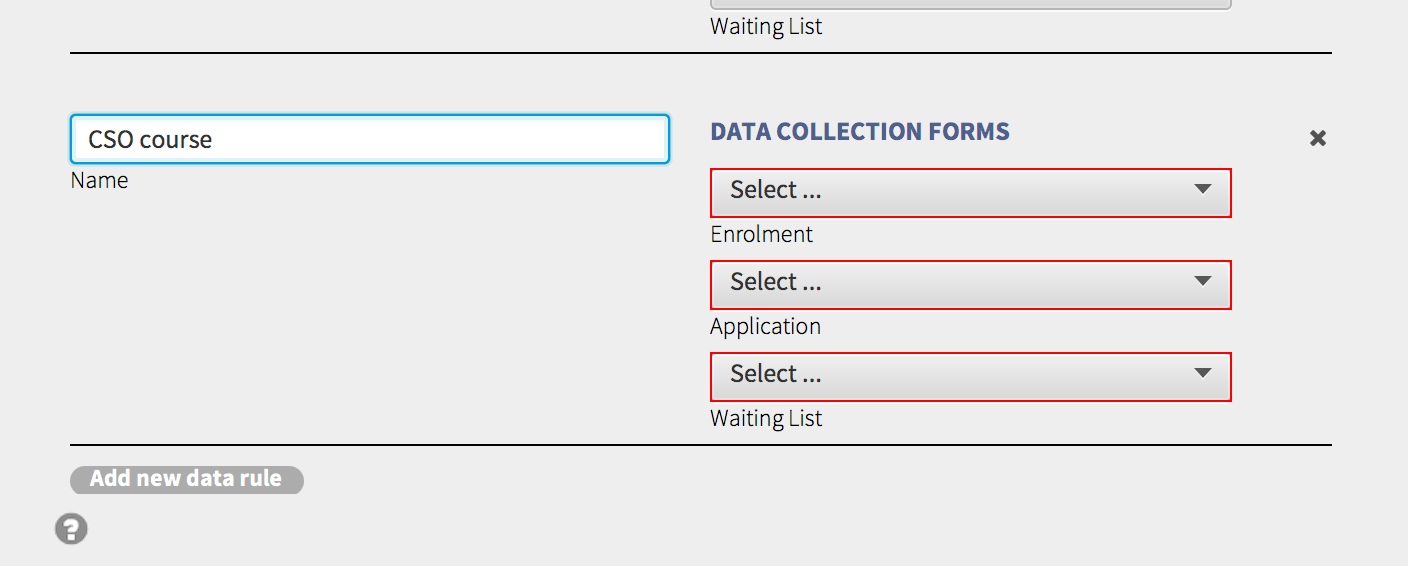 Waiting List
CSO course
Name
DATA COLLECTION FORMS
Select ...
Enrolment
Select ...
Application
Select ...
Waiting List
Add new data rule
?